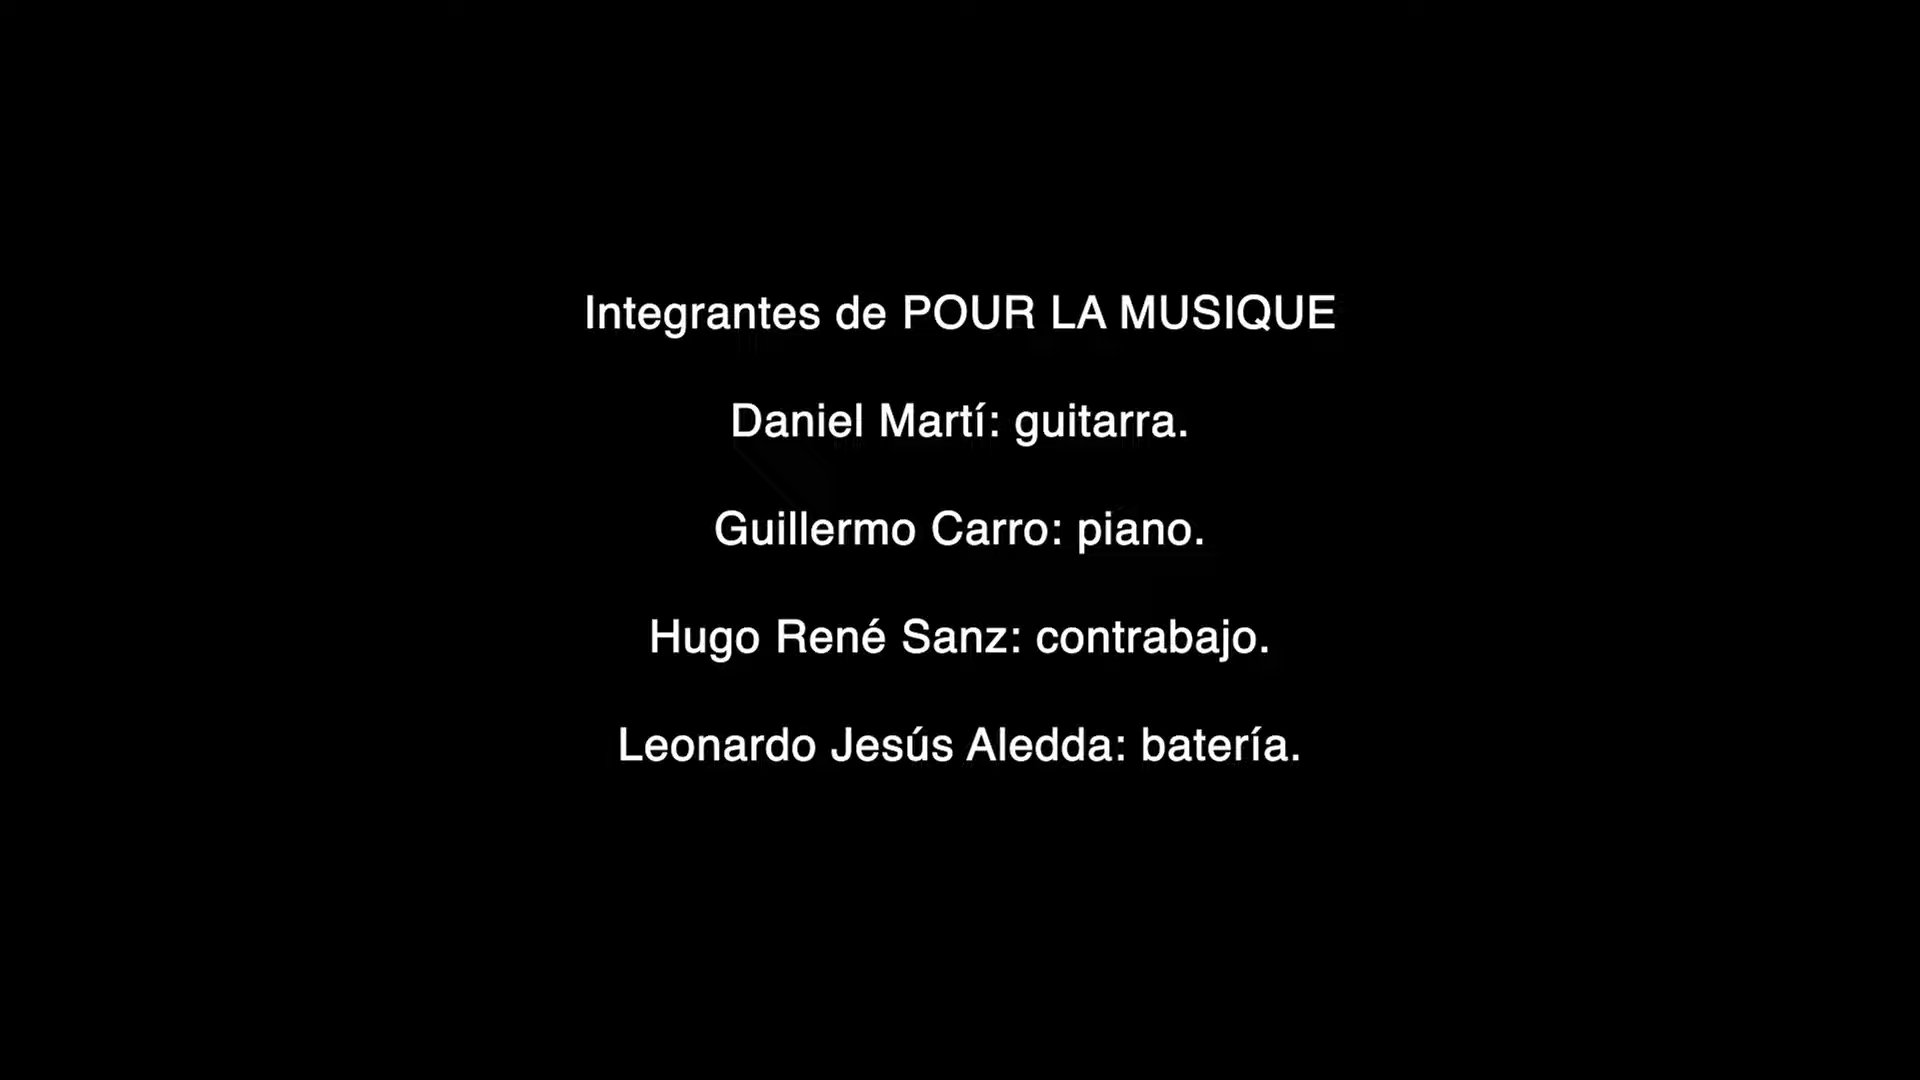 Integrantes de POUR LA MUSIQUE
Daniel Martí: guitarra.
Guillermo Carro: piano.
Hugo René Sanz: contrabajo.
Leonardo Jesús Aledda: batería.